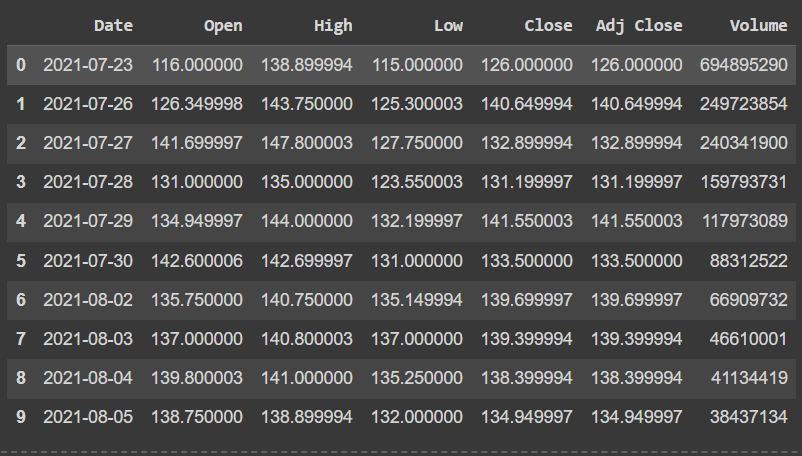 Date Open High Low Close Adj Close Volume
0 2021-07-23 116.000000 138.899994 115.000000 126.000000 126.000000 694895290
1 2021-07-26 126.349998 143.750000 125.300003 140.649994 140.649994 249723854
2 2021-07-27 141.699997 147.800003 127.750000 132.899994 132.899994 240341900
3 2021-07-28 131.000000 135.000000 123.550003 131.199997 131.199997 159793731
4 2021-07-29 134.949997 144.000000 132.199997 141.550003 141.550003 117973089
5 2021-07-30 142.600006 142.699997 131.000000 133.500000 133.500000 88312522
6 2021-08-02 135.750000 140.750000 135.149994 139.699997 139.699997 66909732
7 2021-08-03 137.000000 140.800003 137.000000 139.399994 139.399994 46610001
8 2021-08-04 139.800003 141.000000 135.250000 138.399994 138.399994 41134419
9 2021-08-05 138.750000 138.899994 132.000000 134.949997 134.949997 38437134